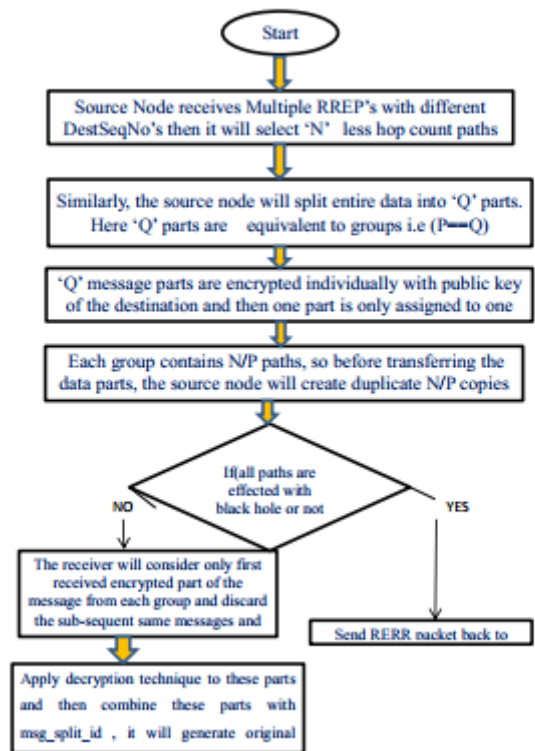 Start
Source Node receives Multiple RREP's with different
DestSeqNo's then it will select 'N' less hop count paths
Similarly, the source node will split entire data into 'Q' parts.
Here 'Q' parts are equivalent to groups i.e (P==Q)
'Q' message parts are encrypted individually with public key
of the destination and then one part is only assigned to one
Each group contains N/P paths, so before transferring the
data parts, the source node will create duplicate N/P copies
If(all paths are
effected with
black hole or not
NO
YES
The receiver will consider only first
received encrypted part of the
message from each group and discard
the sub-sequent same messages and
Send RERR packet back to
Apply decryption technique to these parts
and then combine these parts with
msg_split_id , it will generate original